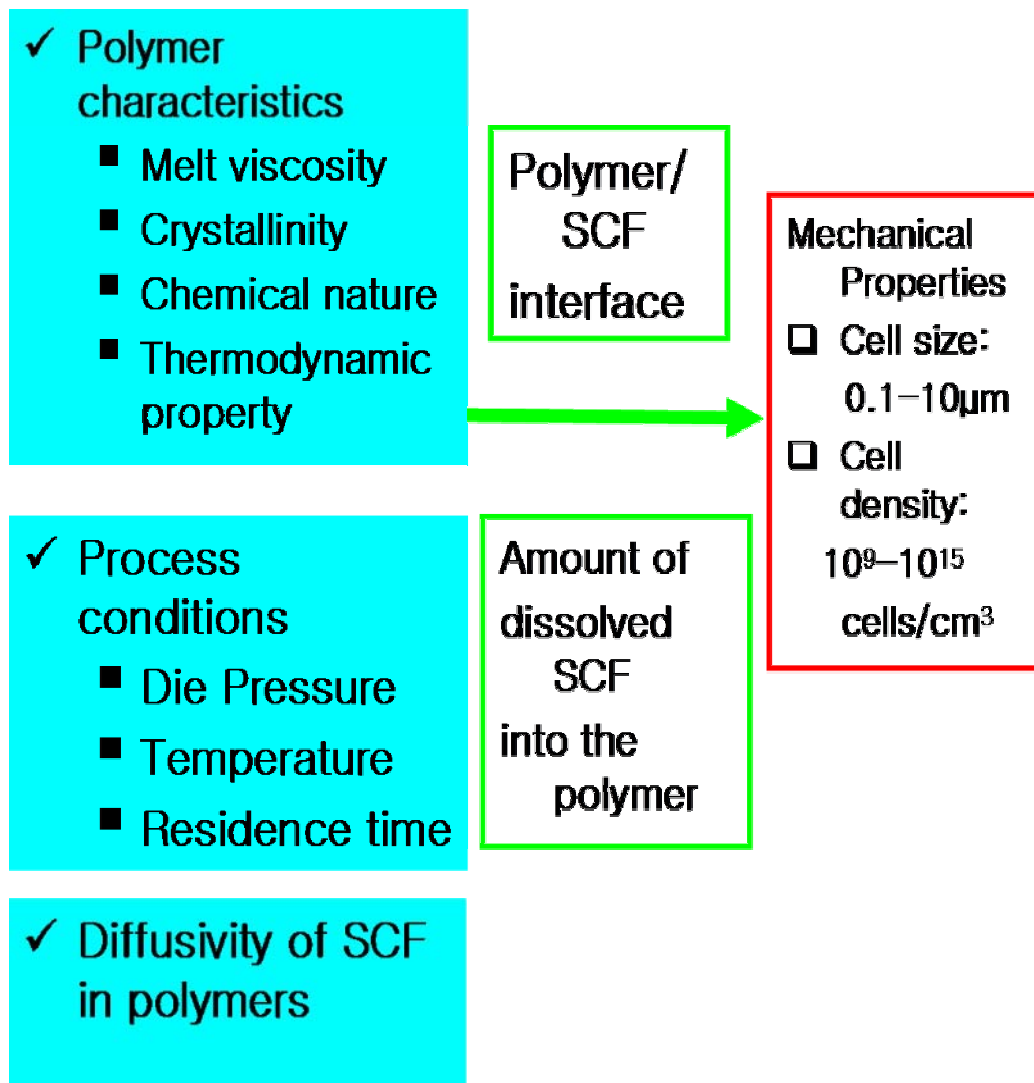 ✓ Polymer
characteristics
■ Melt viscosity
■ Crystallinity
■ Chemical nature
■ Thermodynamic
property
Polymer/
SCF
interface
Mechanical
Properties
❑ Cell size:
0.1–10μm
❑ Cell
density:
10⁹–10¹⁵
cells/cm³
✓ Process
conditions
■ Die Pressure
■ Temperature
■ Residence time
Amount of
dissolved
SCF
into the
polymer
✓ Diffusivity of SCF
in polymers